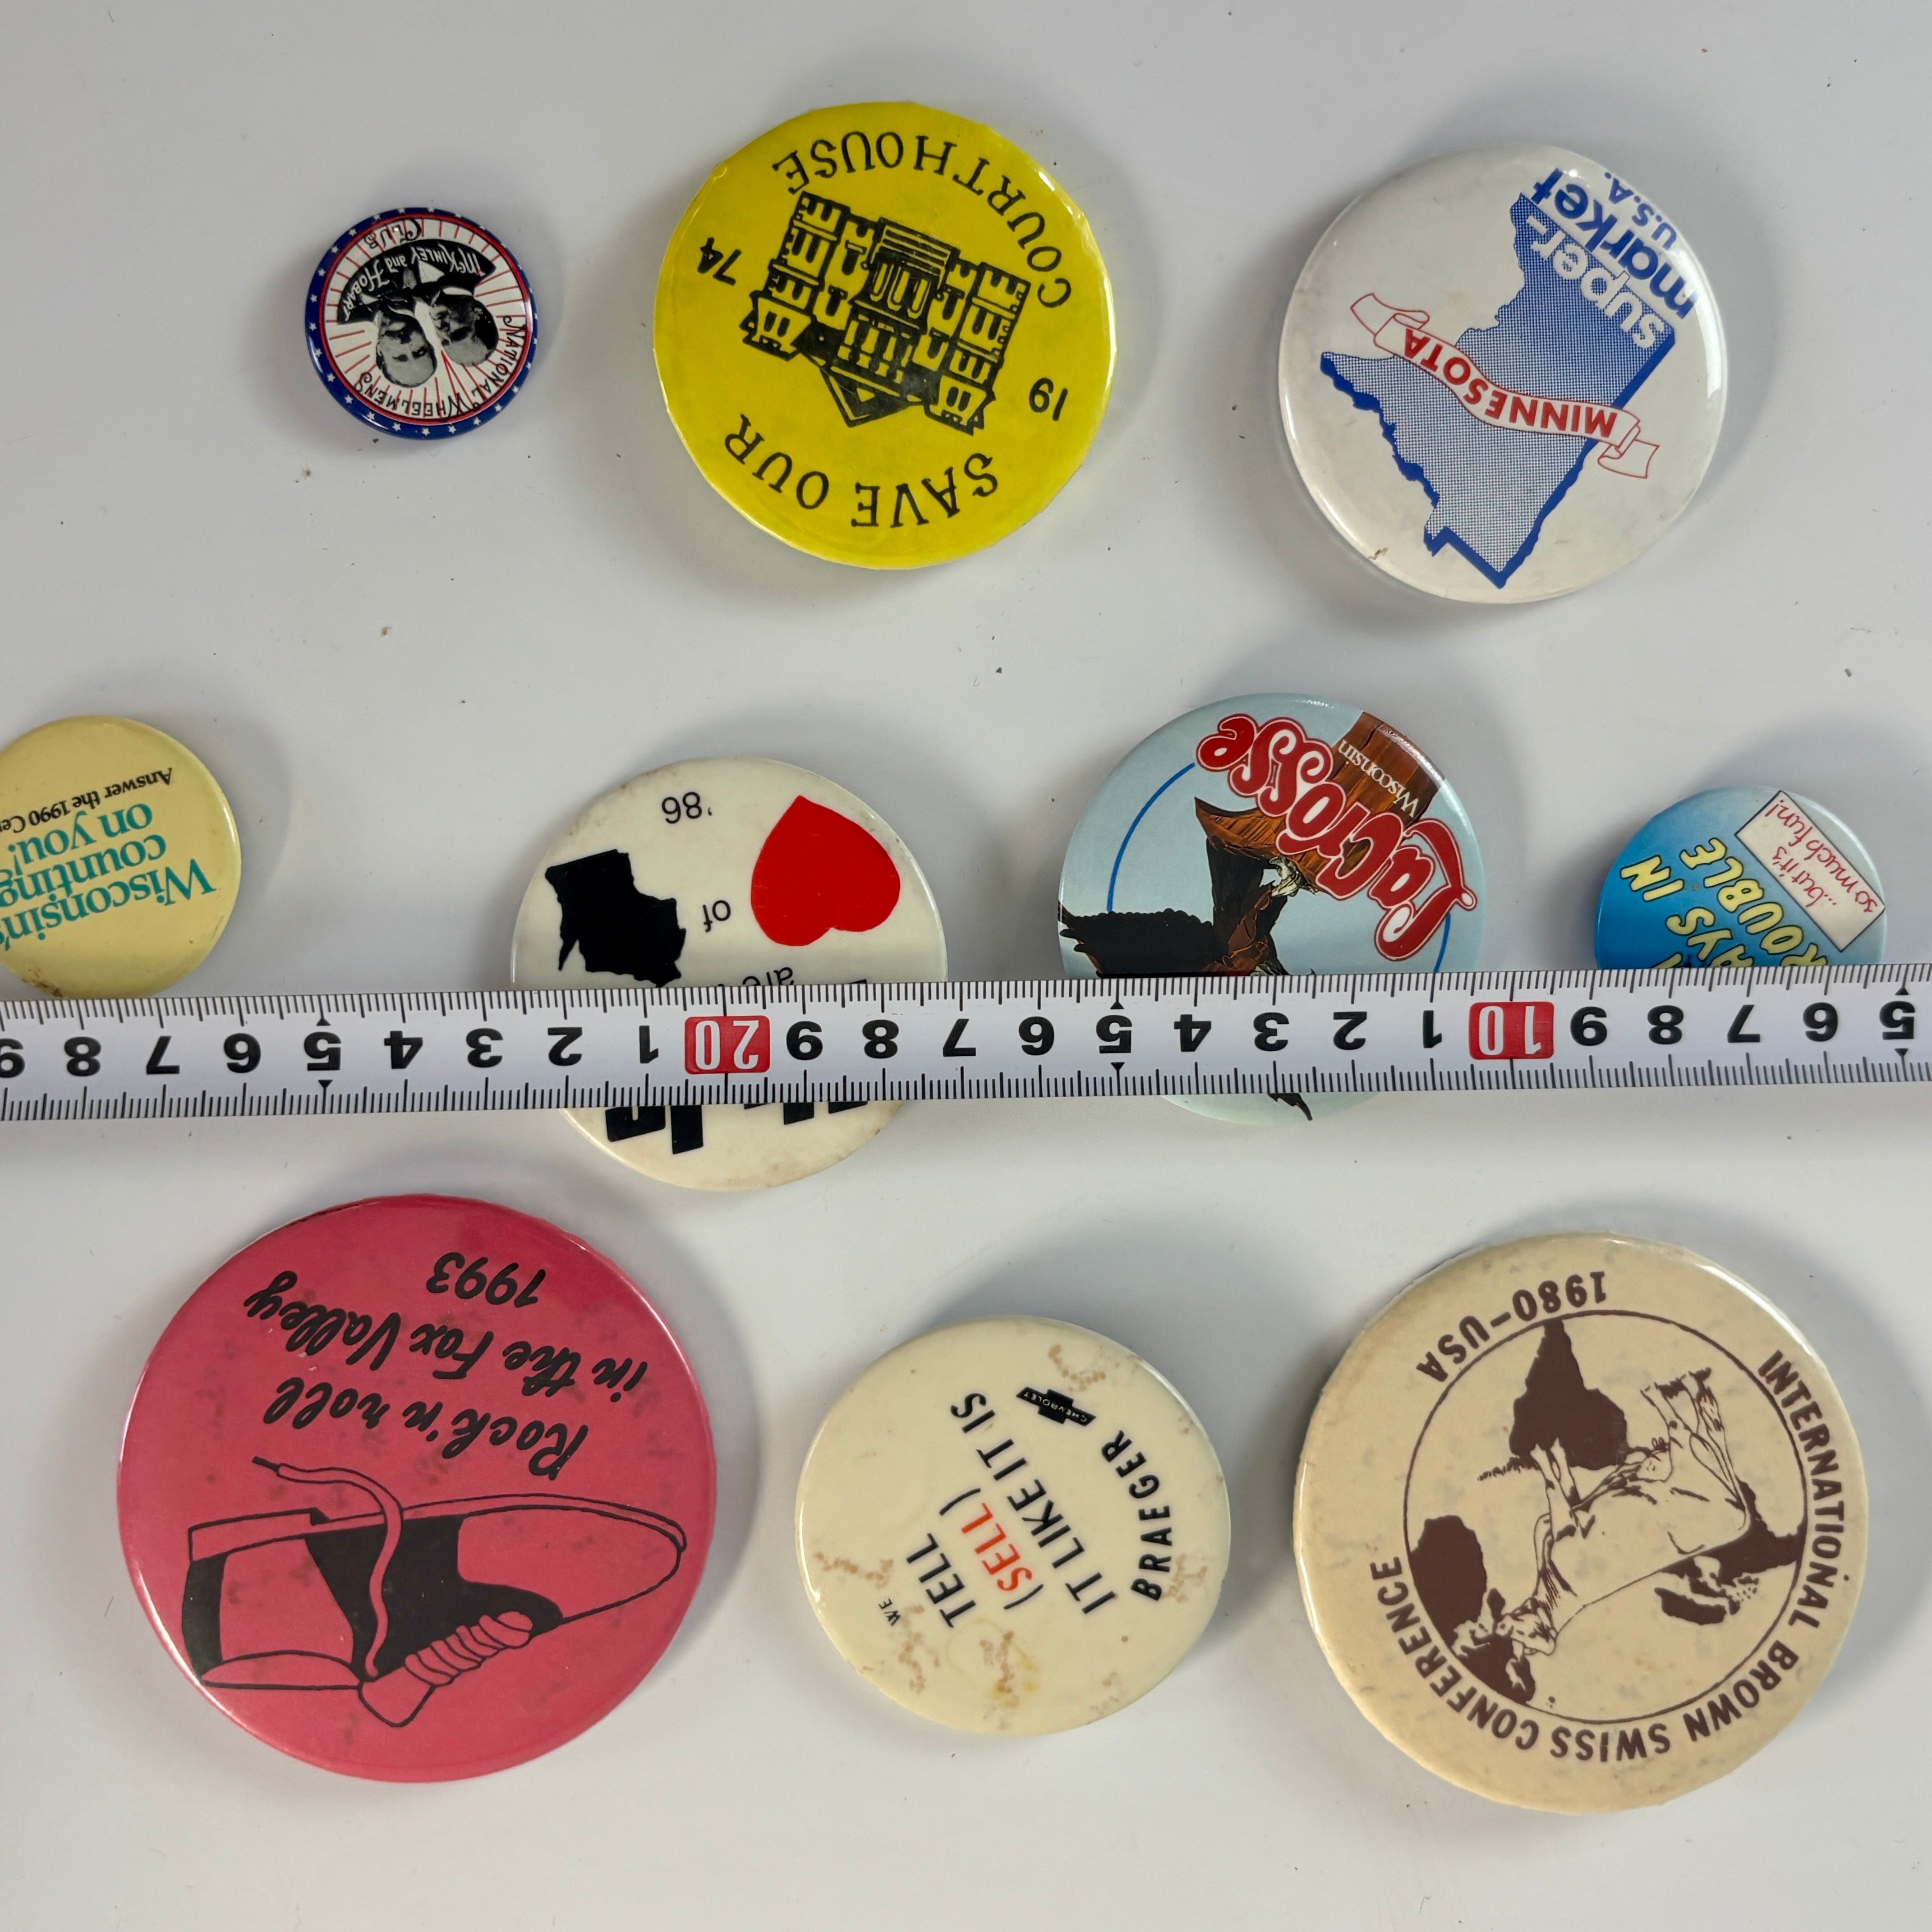 NATIONAL WHEELMENS
McKINLEY and HOBART
CLUB
SAVE OUR
19 74
COURTHOUSE
MINNESOTA
super-
market
U.S.A.
Wisconsin's
counting
on you!
Answer the 1990
are
of
'86
LaCrosse
Wisconsin
IN
...but it's
so much fun!
5 6 7 8 9 10 1 2 3 4 5 6 7 8 9 20 1 2 3 4 5 6 7 8 9
Rock'n roll
in the Fox Valley
1993
WE
TELL
(SELL)
IT LIKE IT IS
BRAEGER
CHEVROLET
INTERNATIONAL BROWN SWISS CONFERENCE
1980-USA